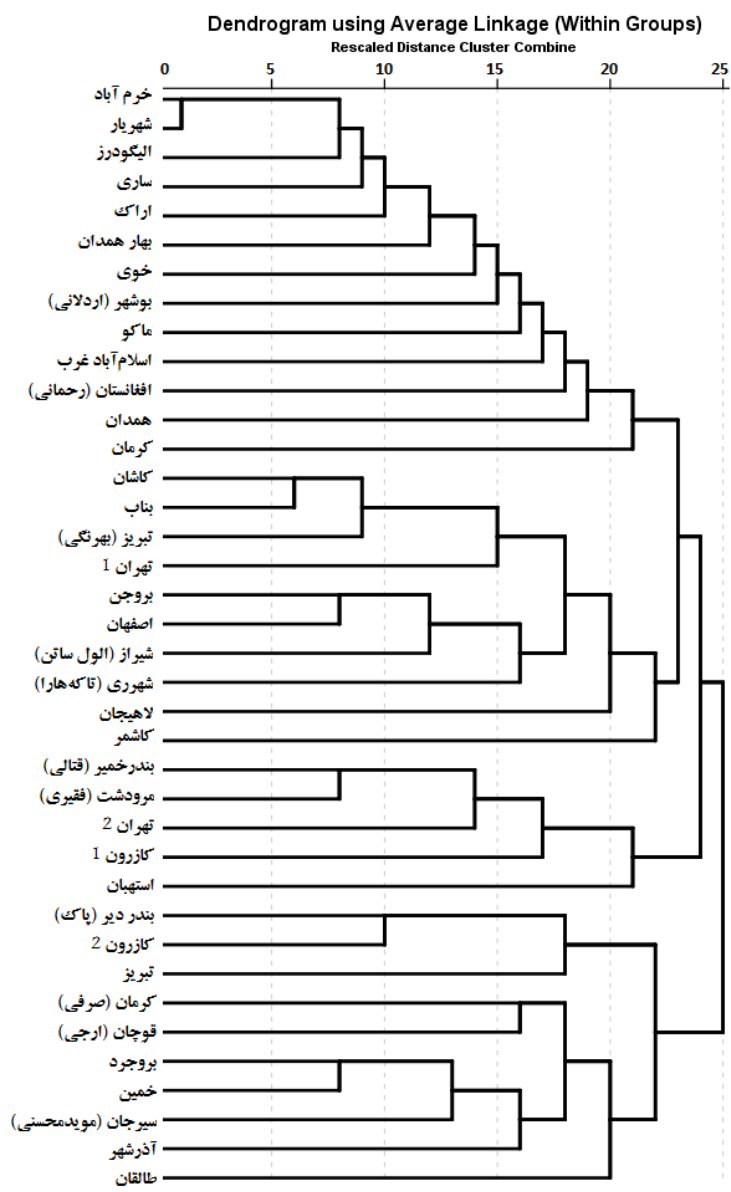 Dendrogram using Average Linkage (Within Groups)
Rescaled Distance Cluster Combine
0 5 10 15 20 25
خرم آباد
شهریار
الیگودرز
ساری
اراک
بهار همدان
خوی
بوشهر (اردلانی)
ماکو
اسلام‌آباد غرب
افغانستان (رحمانی)
همدان
کرمان
کاشان
بناب
تبریز (بهرنگی)
تهران 1
بروجن
اصفهان
شیراز (الول ساتن)
شهرری (تاکه‌هارا)
لاهیجان
کاشمر
بندرخمیر (قتالی)
مرودشت (فقیری)
تهران 2
کازرون 1
استهبان
بندر دیر (پاک)
کازرون 2
تبریز
کرمان (صرفی)
قوچان (ارجی)
بروجرد
خمین
سیرجان (مویدمحسنی)
آذرشهر
طالقان